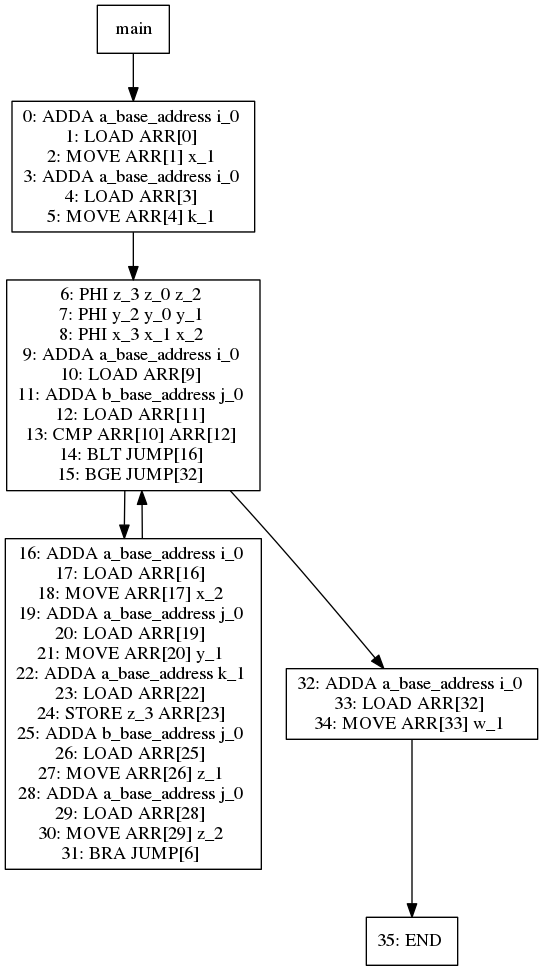 main
0: ADDA a_base_address i_0
1: LOAD ARR[0]
2: MOVE ARR[1] x_1
3: ADDA a_base_address i_0
4: LOAD ARR[3]
5: MOVE ARR[4] k_1
6: PHI z_3 z_0 z_2
7: PHI y_2 y_0 y_1
8: PHI x_3 x_1 x_2
9: ADDA a_base_address i_0
10: LOAD ARR[9]
11: ADDA b_base_address j_0
12: LOAD ARR[11]
13: CMP ARR[10] ARR[12]
14: BLT JUMP[16]
15: BGE JUMP[32]
16: ADDA a_base_address i_0
17: LOAD ARR[16]
18: MOVE ARR[17] x_2
19: ADDA a_base_address j_0
20: LOAD ARR[19]
21: MOVE ARR[20] y_1
22: ADDA a_base_address k_1
23: LOAD ARR[22]
24: STORE z_3 ARR[23]
25: ADDA b_base_address j_0
26: LOAD ARR[25]
27: MOVE ARR[26] z_1
28: ADDA a_base_address j_0
29: LOAD ARR[28]
30: MOVE ARR[29] z_2
31: BRA JUMP[6]
32: ADDA a_base_address i_0
33: LOAD ARR[32]
34: MOVE ARR[33] w_1
35: END